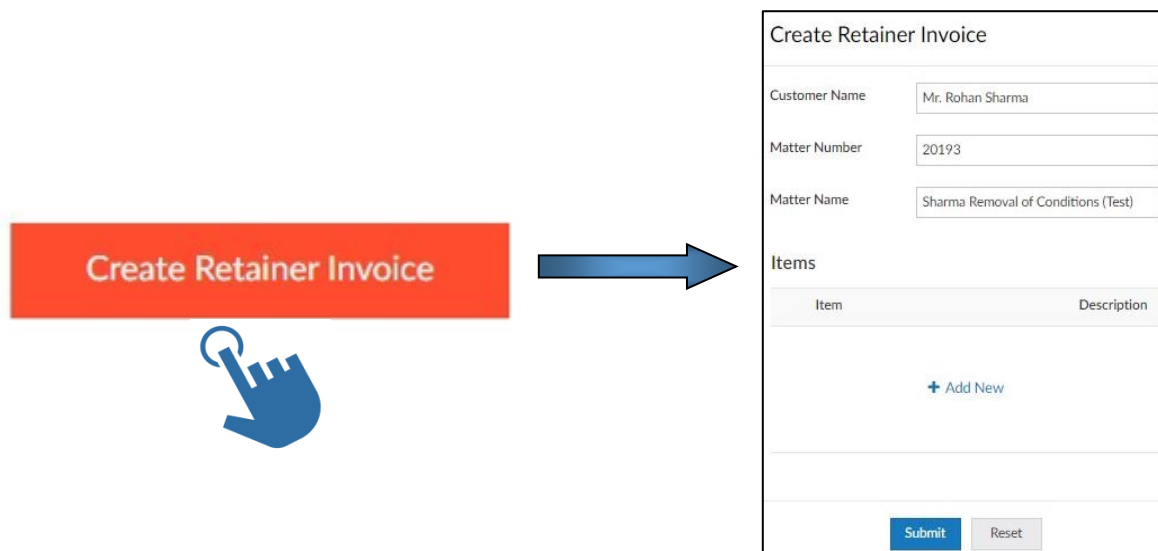 Create Retainer Invoice
Create Retainer Invoice
Customer Name Mr. Rohan Sharma
Matter Number 20193
Matter Name Sharma Removal of Conditions (Test)
Items
Item Description
+ Add New
Submit Reset